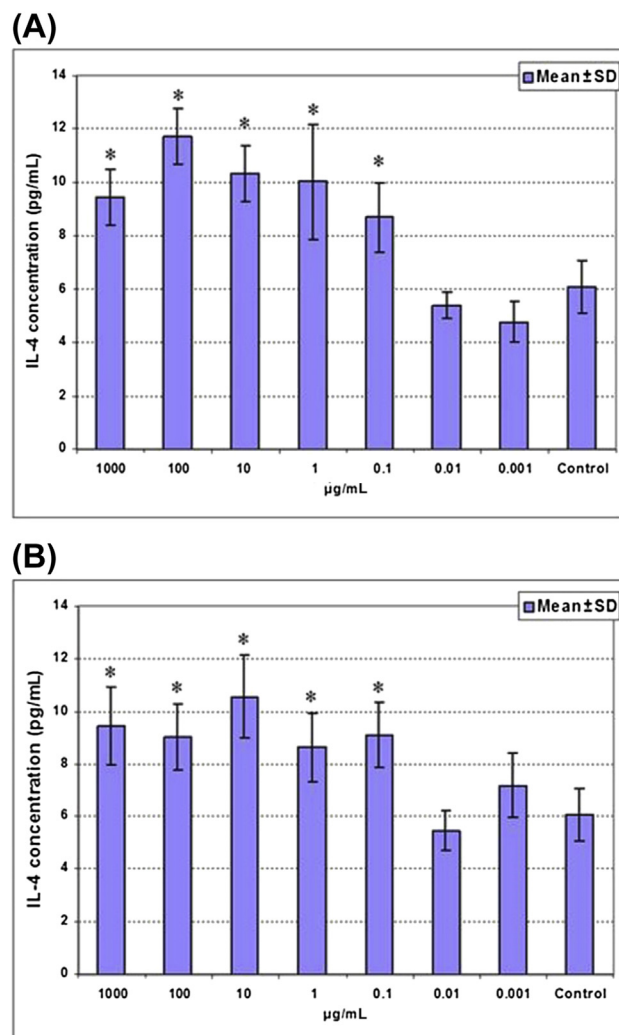 (A)
Mean±SD
IL-4 concentration (pg/mL)
14
12
10
8
6
4
2
0
* * * * *
1000 100 10 1 0.1 0.01 0.001 Control
µg/mL
(B)
Mean±SD
IL-4 concentration (pg/mL)
14
12
10
8
6
4
2
0
* * * * *
1000 100 10 1 0.1 0.01 0.001 Control
µg/mL